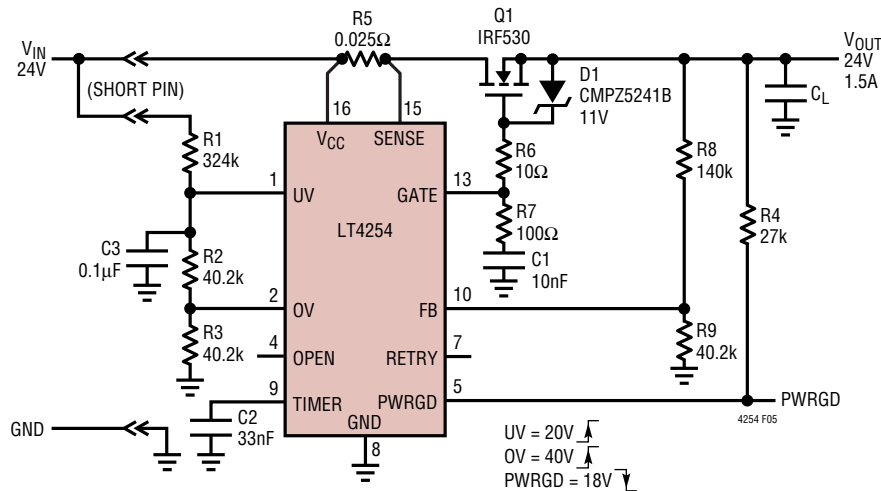 R5
0.025Ω
Q1
IRF530
VIN
24V
(SHORT PIN)
VOUT
24V
1.5A
D1
CMPZ5241B
11V
CL
16
15
VCC
SENSE
R1
324k
R6
10Ω
R8
140k
1
UV
GATE
13
LT4254
R7
100Ω
R4
27k
C3
0.1µF
R2
40.2k
C1
10nF
2
OV
FB
10
R3
40.2k
4
OPEN
RETRY
7
R9
40.2k
9
TIMER
PWRGD
5
PWRGD
4254 F05
GND
C2
33nF
GND
8
UV = 20V
OV = 40V
PWRGD = 18V